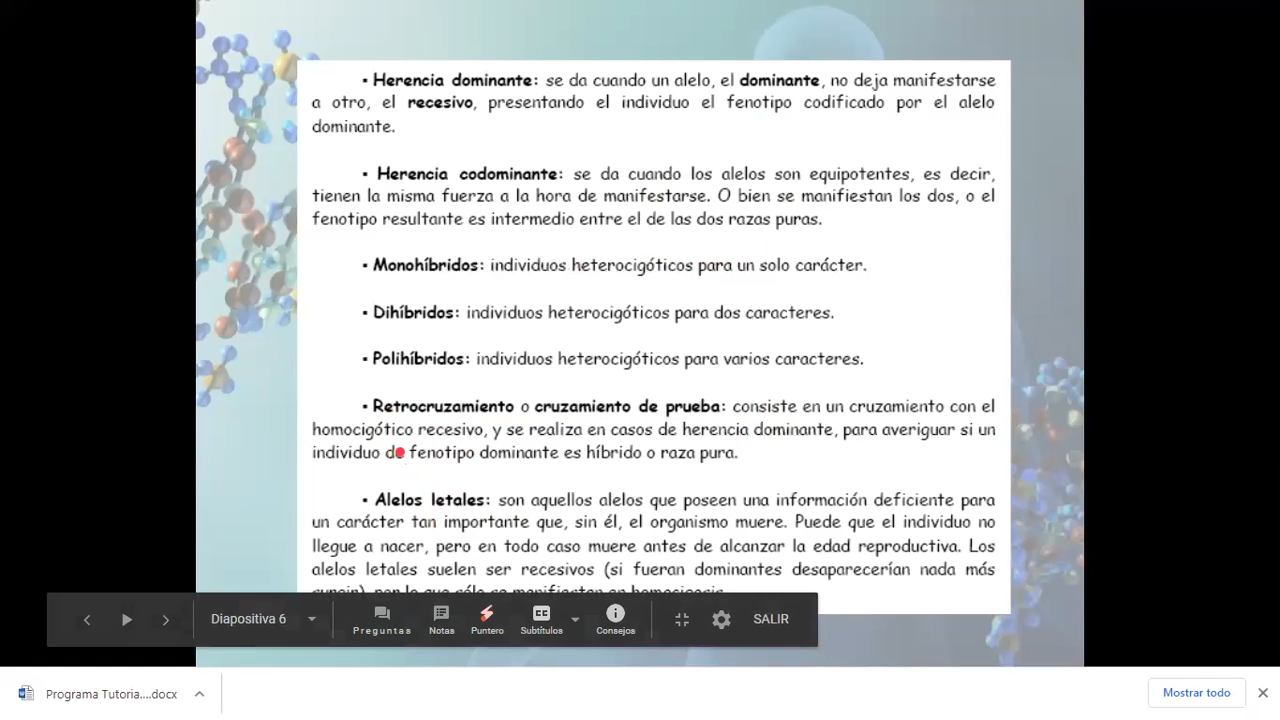 ▪ Herencia dominante: se da cuando un alelo, el dominante, no deja manifestarse
a otro, el recesivo, presentando el individuo el fenotipo codificado por el alelo
dominante.
▪ Herencia codominante: se da cuando los alelos son equipotentes, es decir,
tienen la misma fuerza a la hora de manifestarse. O bien se manifiestan los dos, o el
fenotipo resultante es intermedio entre el de las dos razas puras.
▪ Monohíbridos: individuos heterocigóticos para un solo carácter.
▪ Dihíbridos: individuos heterocigóticos para dos caracteres.
▪ Polihíbridos: individuos heterocigóticos para varios caracteres.
▪ Retrocruzamiento o cruzamiento de prueba: consiste en un cruzamiento con el
homocigótico recesivo, y se realiza en casos de herencia dominante, para averiguar si un
individuo de fenotipo dominante es híbrido o raza pura.
▪ Alelos letales: son aquellos alelos que poseen una información deficiente para
un carácter tan importante que, sin él, el organismo muere. Puede que el individuo no
llegue a nacer, pero en todo caso muere antes de alcanzar la edad reproductiva. Los
alelos letales suelen ser recesivos (si fueran dominantes desaparecerían nada más
Diapositiva 6
Preguntas
Notas
Puntero
Subtítulos
Consejos
SALIR
Programa Tutoria....docx
Mostrar todo